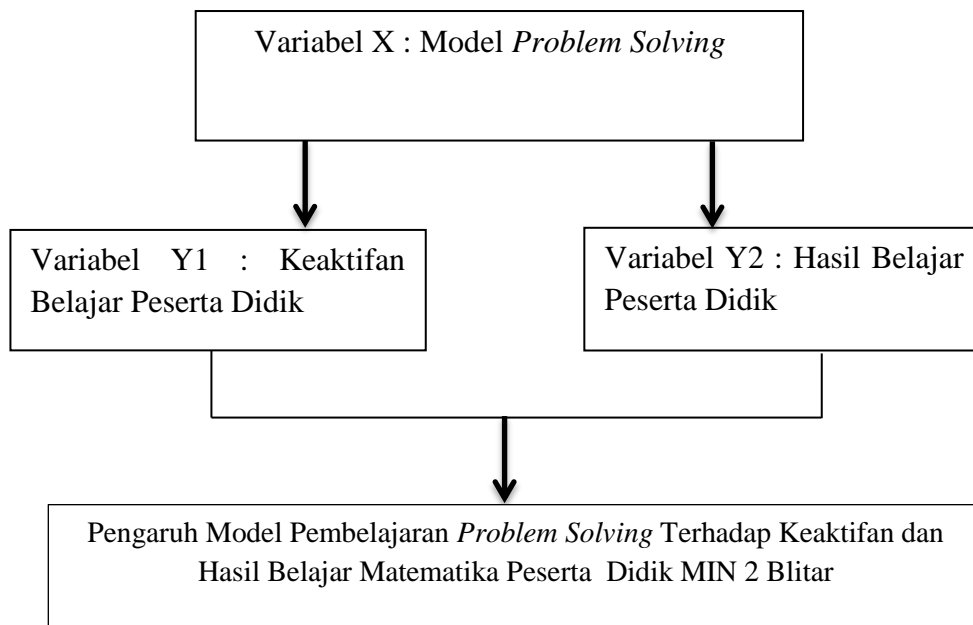 Variabel X : Model Problem Solving
Variabel Y1 : Keaktifan
Belajar Peserta Didik
Variabel Y2 : Hasil Belajar
Peserta Didik
Pengaruh Model Pembelajaran Problem Solving Terhadap Keaktifan dan
Hasil Belajar Matematika Peserta Didik MIN 2 Blitar